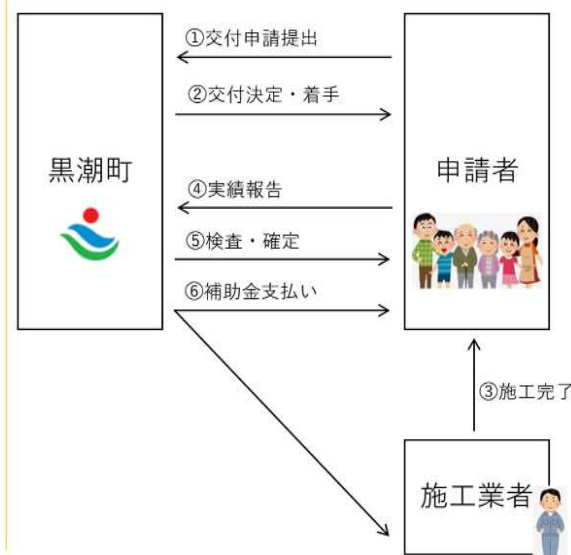 ①交付申請提出
②交付決定・着手
黒潮町
申請者
④実績報告
⑤検査・確定
⑥補助金支払い
③施工完了
施工業者